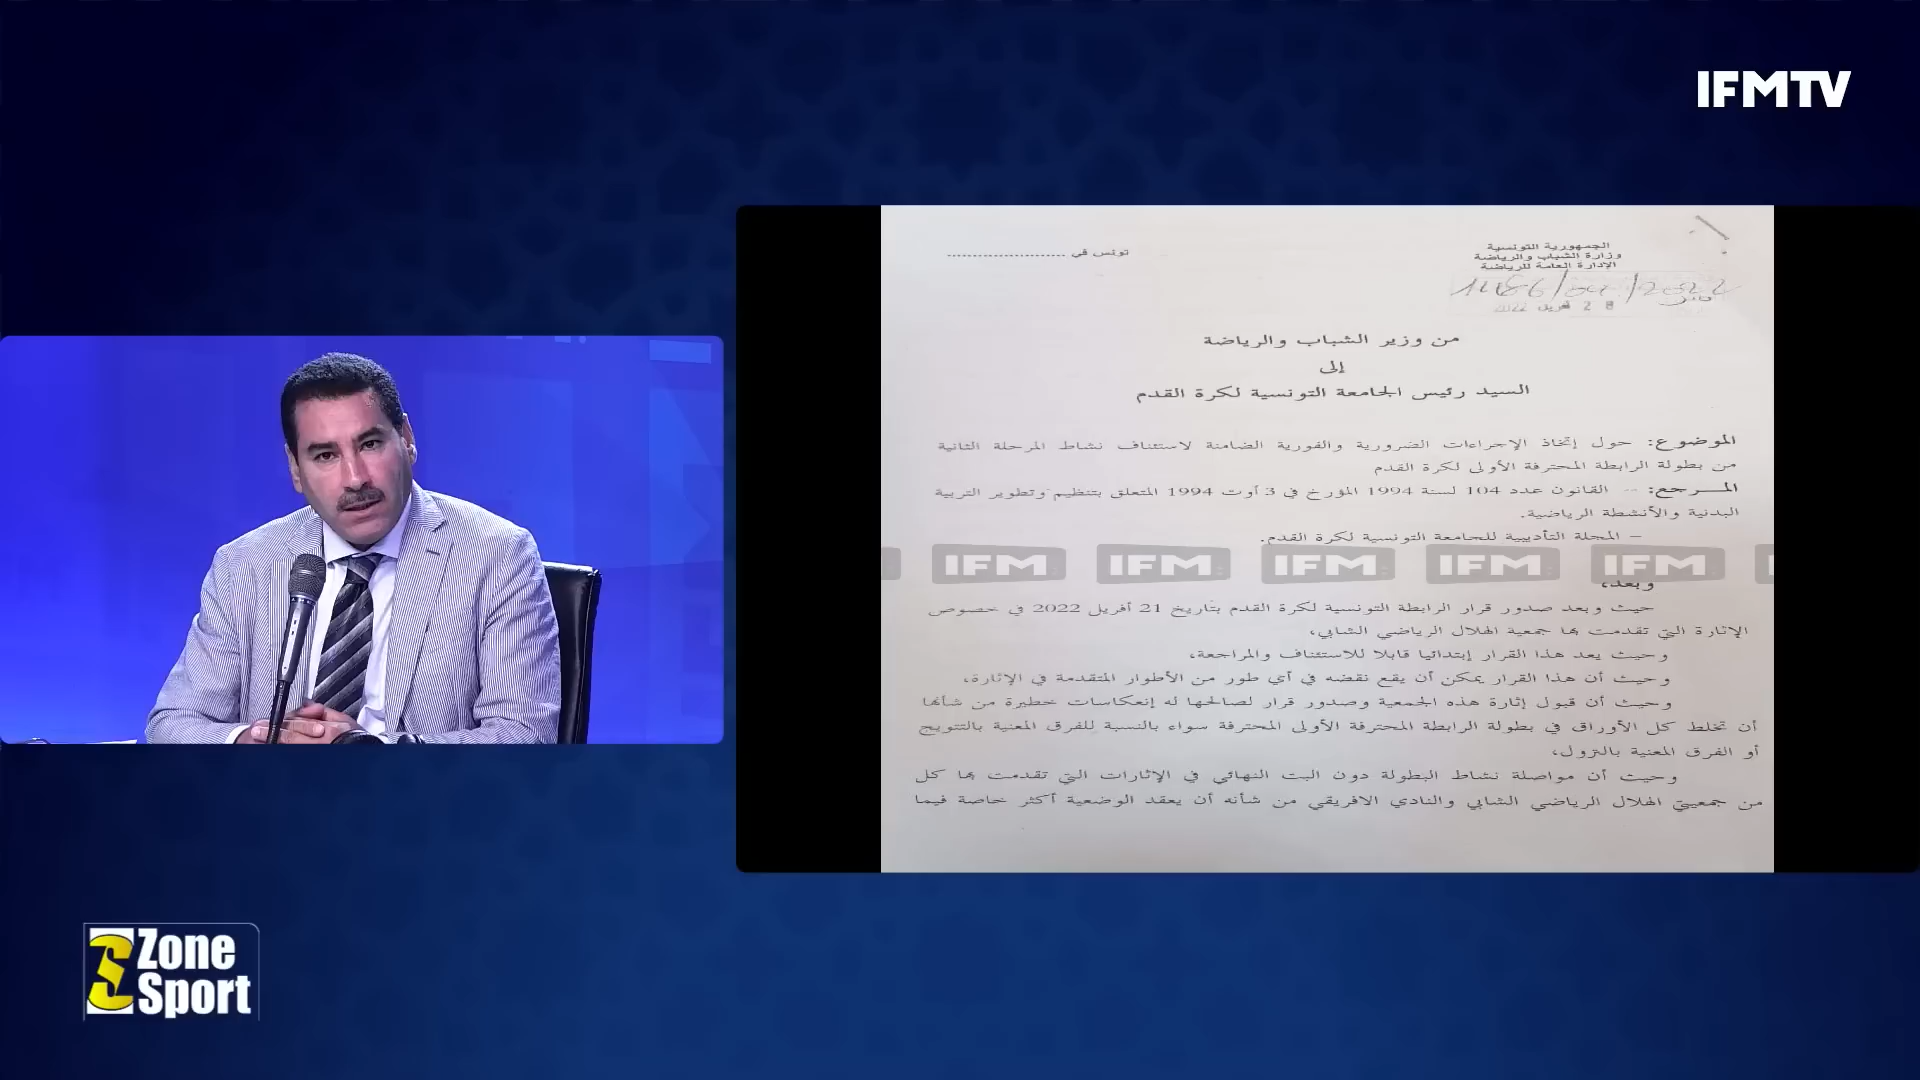 IFMTV
الجمهورية التونسية
وزارة الشباب والرياضة
الإدارة العامة للرياضة
تونس في
28 أفريل 2022
من وزير الشباب والرياضة
إلى
السيد رئيس الجامعة التونسية لكرة القدم
الموضوع: حول إتخاذ الإجراءات الضرورية والفورية الضامنة لاستئناف نشاط المرحلة الثانية
من بطولة الرابطة المحترفة الأولى لكرة القدم
المـــرجع: -- القانون عدد 104 لسنة 1994 المؤرخ في 3 أوت 1994 المتعلق بتنظيم وتطوير التربية
البدنية والأنشطة الرياضية.
– المجلة التأديبية للجامعة التونسية لكرة القدم.
IFM IFM IFM IFM IFM
وبعد،
حيث وبعد صدور قرار الرابطة التونسية لكرة القدم بتاريخ 21 أفريل 2022 في خصوص
الإثارة التي تقدمت بها جمعية الهلال الرياضي الشابي،
وحيث يعد هذا القرار إبتدائيا قابلا للاستئناف والمراجعة،
وحيث أن هذا القرار يمكن أن يقع نقضه في أي طور من الأطوار المتقدمة في الإثارة،
وحيث أن قبول إثارة هذه الجمعية وصدور قرار لصالحها له إنعكاسات خطيرة من شأنها
أن تخلط كل الأوراق في بطولة الرابطة المحترفة الأولى المحترفة سواء بالنسبة للفرق المعنية بالتتويج
أو الفرق المعنية بالنزول،
وحيث أن مواصلة نشاط البطولة دون البت النهائي في الإثارات التي تقدمت بها كل
من جمعيتي الهلال الرياضي الشابي والنادي الافريقي من شأنه أن يعقد الوضعية أكثر خاصة فيما
Zone
Sport